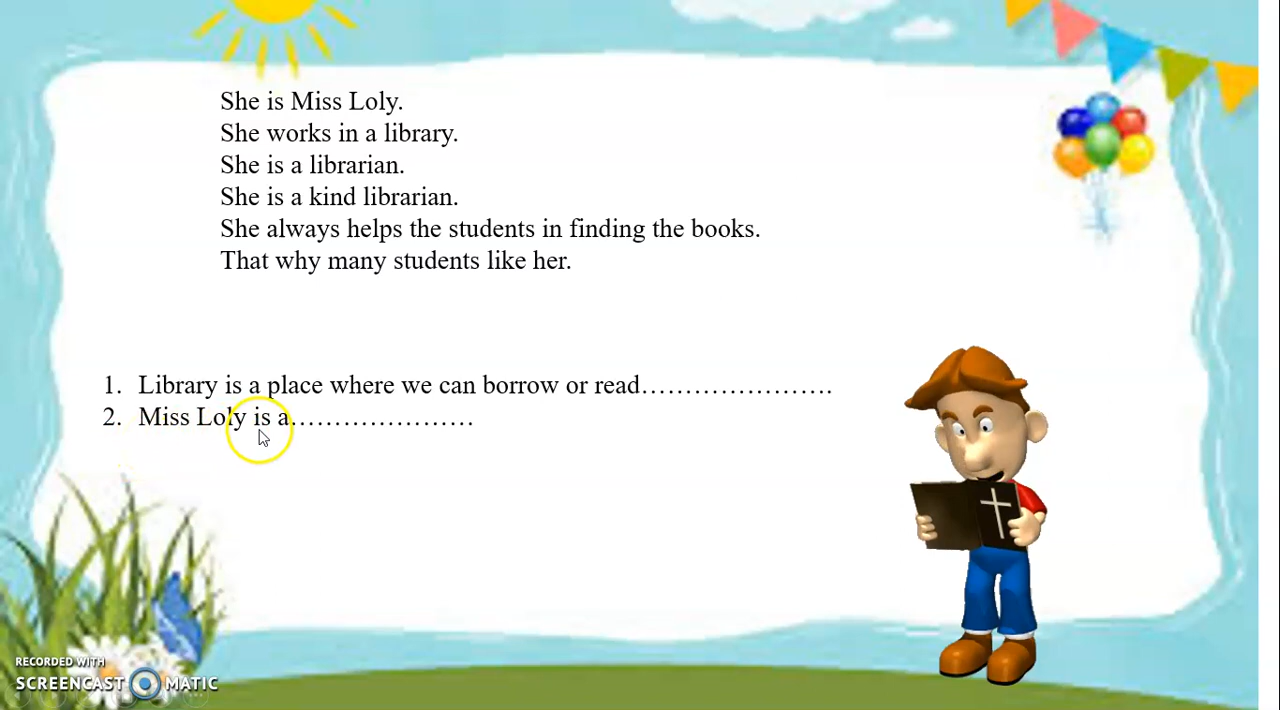 She is Miss Loly.
She works in a library.
She is a librarian.
She is a kind librarian.
She always helps the students in finding the books.
That why many students like her.
1. Library is a place where we can borrow or read………………….
2. Miss Loly is a…………………
RECORDED WITH
SCREENCAST MATIC